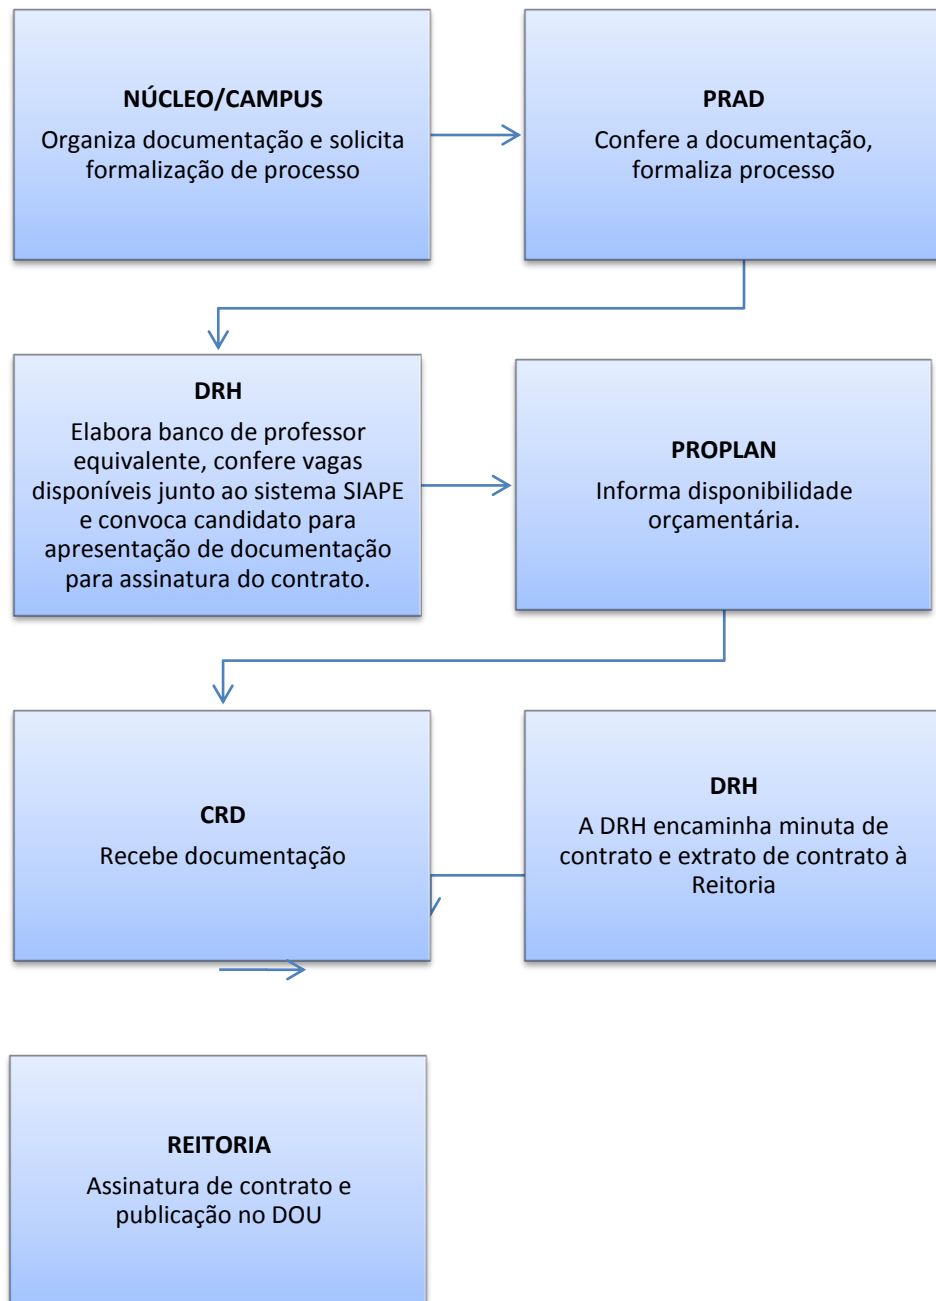 NÚCLEO/CAMPUS
Organiza documentação e solicita
formalização de processo
PRAD
Confere a documentação,
formaliza processo
DRH
Elabora banco de professor
equivalente, confere vagas
disponíveis junto ao sistema SIAPE
e convoca candidato para
apresentação de documentação
para assinatura do contrato.
PROPLAN
Informa disponibilidade
orçamentária.
CRD
Recebe documentação
DRH
A DRH encaminha minuta de
contrato e extrato de contrato à
Reitoria
REITORIA
Assinatura de contrato e
publicação no DOU